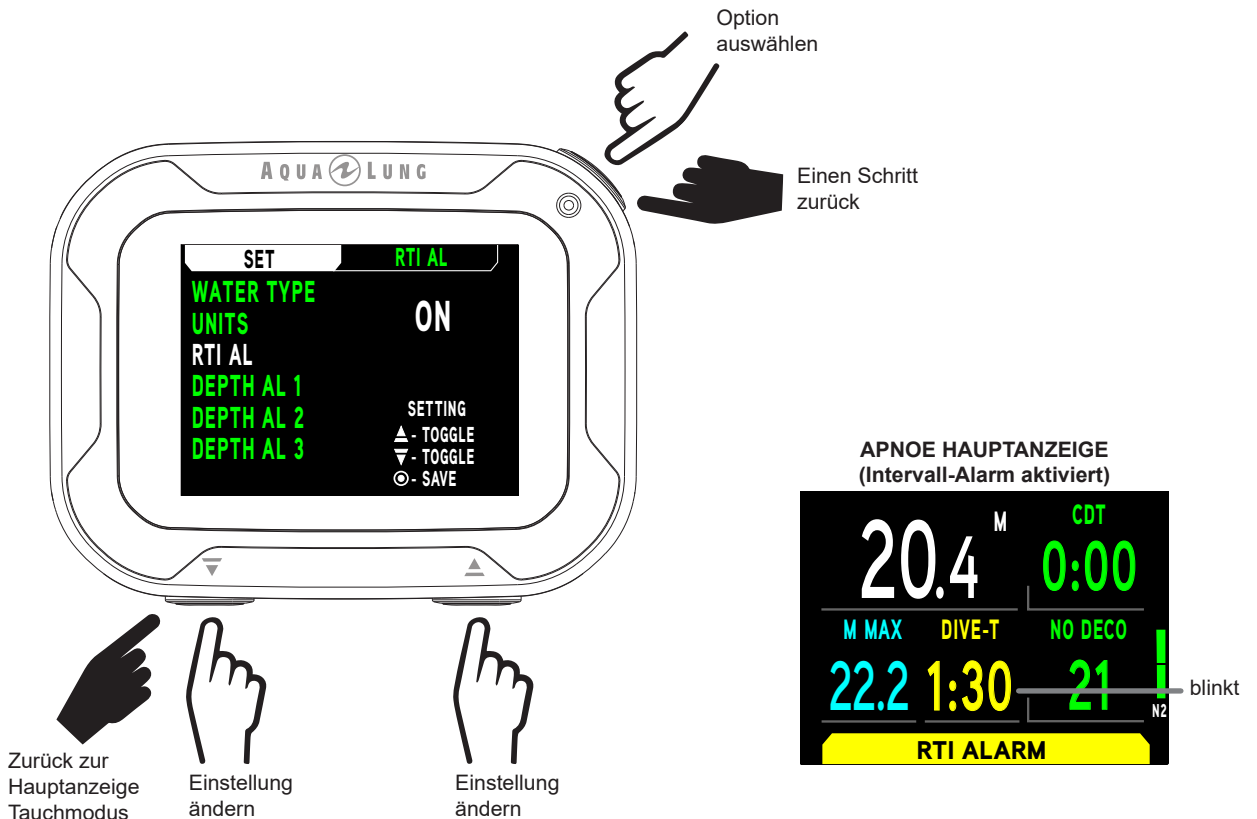 Option
auswählen
Einen Schritt
zurück
AQUA LUNG
SET
RTI AL
WATER TYPE
UNITS
RTI AL
DEPTH AL 1
DEPTH AL 2
DEPTH AL 3
ON
SETTING
- TOGGLE
- TOGGLE
- SAVE
Zurück zur
Hauptanzeige
Tauchmodus
Einstellung
ändern
Einstellung
ändern
APNOE HAUPTANZEIGE
(Intervall-Alarm aktiviert)
20.4 M
CDT
0:00
M MAX
22.2
DIVE-T
1:30
NO DECO
21
N2
blinkt
RTI ALARM